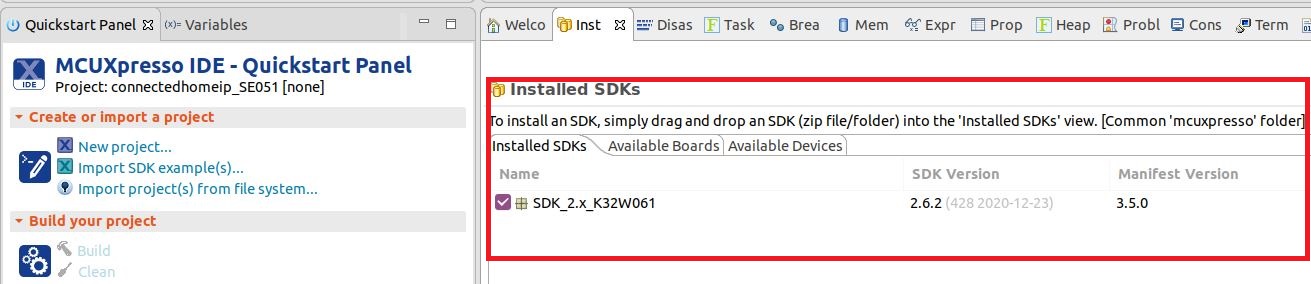 Quickstart Panel
Variables
MCUXpresso IDE - Quickstart Panel
IDE
Project: connectedhomeip_SE051 [none]
Create or import a project
New project...
Import SDK example(s)...
Import project(s) from file system...
Build your project
Build
Clean
Welco
Inst
Disas
Task
Brea
Mem
Expr
Prop
Heap
Probl
Cons
Term
Installed SDKs
To install an SDK, simply drag and drop an SDK (zip file/folder) into the 'Installed SDKs' view. [Common 'mcuxpresso' folder]
Installed SDKs Available Boards Available Devices
Name SDK Version Manifest Version
SDK_2.x_K32W061 2.6.2 (428 2020-12-23) 3.5.0